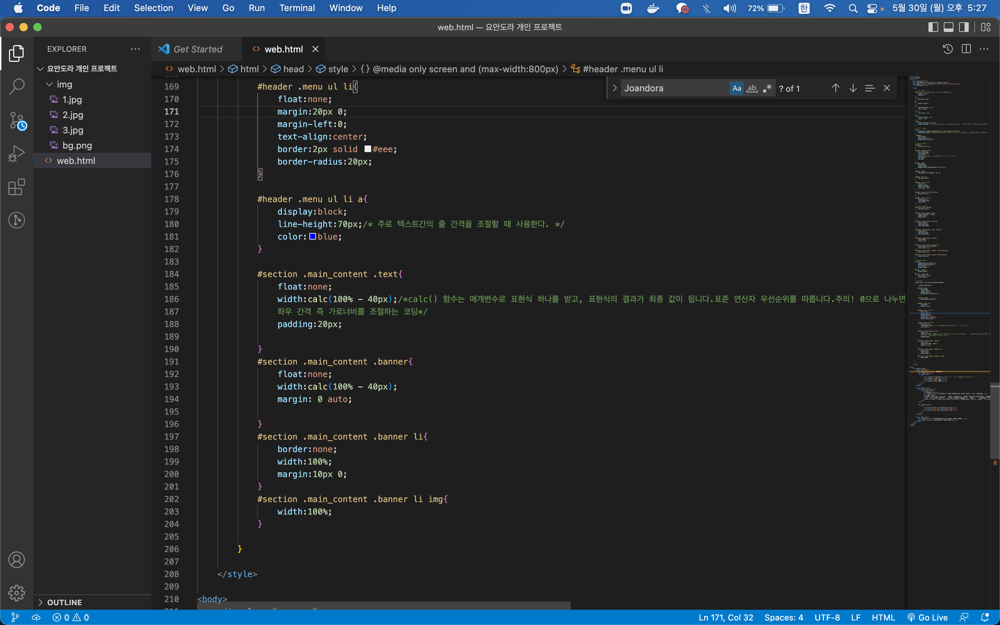 Code File Edit Selection View Go Run Terminal Window Help 72% 한 5월 30일 (월) 오후 5:27
web.html — 요안도라 개인 프로젝트
EXPLORER
Get Started
web.html
요안도라 개인 프로젝트
img
1.jpg
2.jpg
3.jpg
bg.png
web.html
web.html > html > head > style > {} @media only screen and (max-width:800px) > #header .menu ul li
Joandora Aa ab .* ? of 1
169 #header .menu ul li{
170 float:none;
171 margin:20px 0;
172 margin-left:0;
173 text-align:center;
174 border:2px solid #eee;
175 border-radius:20px;
176 }
177
178 #header .menu ul li a{
179 display:block;
180 line-height:70px;/* 주로 텍스트간의 줄 간격을 조절할 때 사용한다. */
181 color:blue;
182 }
183
184 #section .main_content .text{
185 float:none;
186 width:calc(100% - 40px);/*calc() 함수는 매개변수로 표현식 하나를 받고, 표현식의 결과가 최종 값이 됩니다.표준 연산자 우선순위를 따릅니다.주의! 0으로 나누면
187 좌우 간격 즉 가로너비를 조절하는 코딩*/
188 padding:20px;
189
190 }
191 #section .main_content .banner{
192 float:none;
193 width:calc(100% - 40px);
194 margin: 0 auto;
195
196 }
197 #section .main_content .banner li{
198 border:none;
199 width:100%;
200 margin:10px 0;
201 }
202 #section .main_content .banner li img{
203 width:100%;
204 }
205
206 }
207
208 </style>
209
210 <body>
OUTLINE
0 0 Ln 171, Col 32 Spaces: 4 UTF-8 LF HTML Go Live